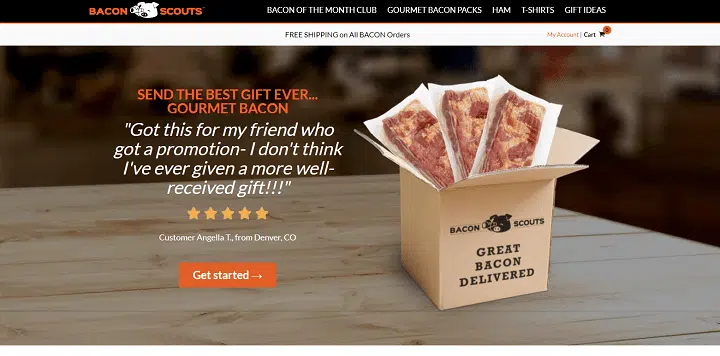 BACON SCOUTS
BACON OF THE MONTH CLUB GOURMET BACON PACKS HAM T-SHIRTS GIFT IDEAS
FREE SHIPPING on All BACON Orders
My Account | Cart 0
SEND THE BEST GIFT EVER...
GOURMET BACON
"Got this for my friend who
got a promotion- I don't think
I've ever given a more well-
received gift!!!"
Customer Angella T., from Denver, CO
Get started →
BACON SCOUTS
GREAT
BACON
DELIVERED